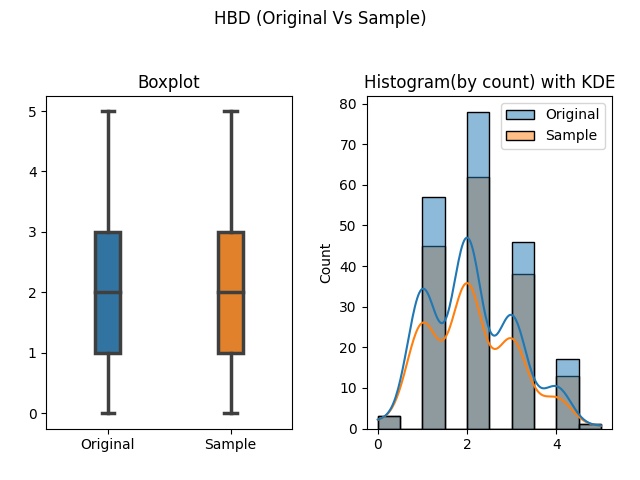 HBD (Original Vs Sample)
Boxplot
5
4
3
2
1
0
Original Sample
Histogram(by count) with KDE
Original
Sample
Count
80
70
60
50
40
30
20
10
0
0 2 4